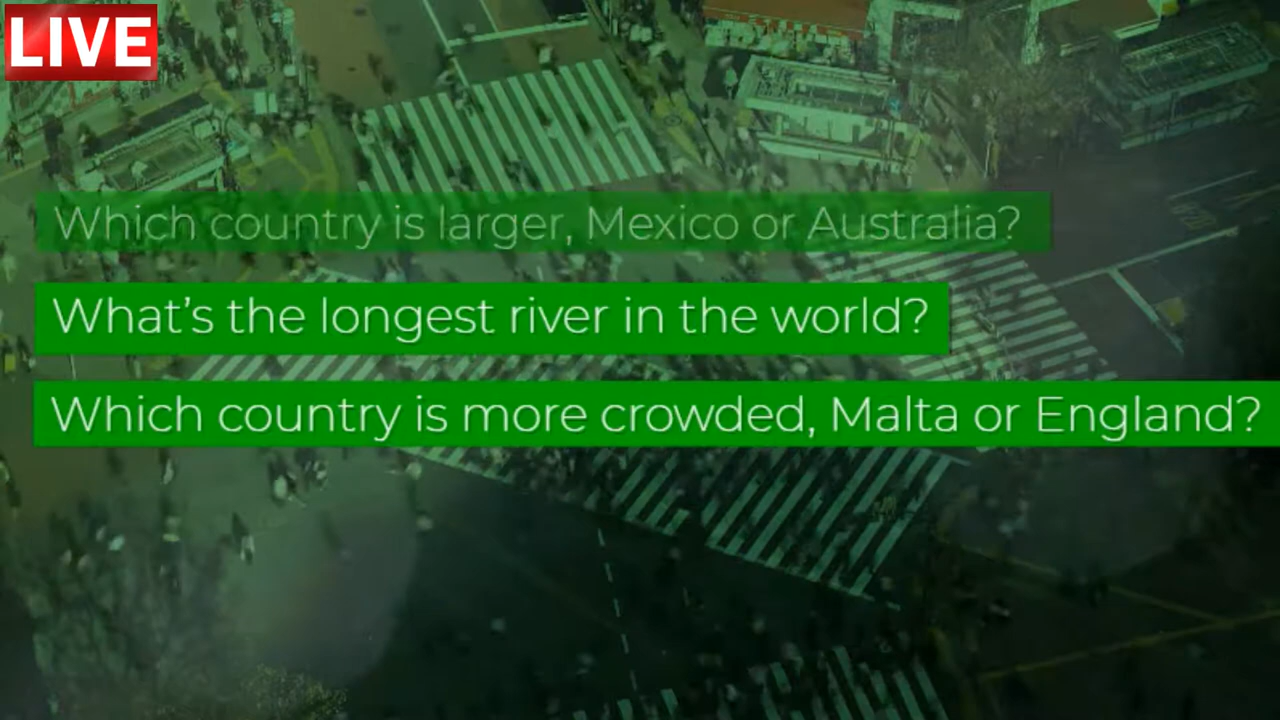 LIVE
Which country is larger, Mexico or Australia?
What's the longest river in the world?
Which country is more crowded, Malta or England?